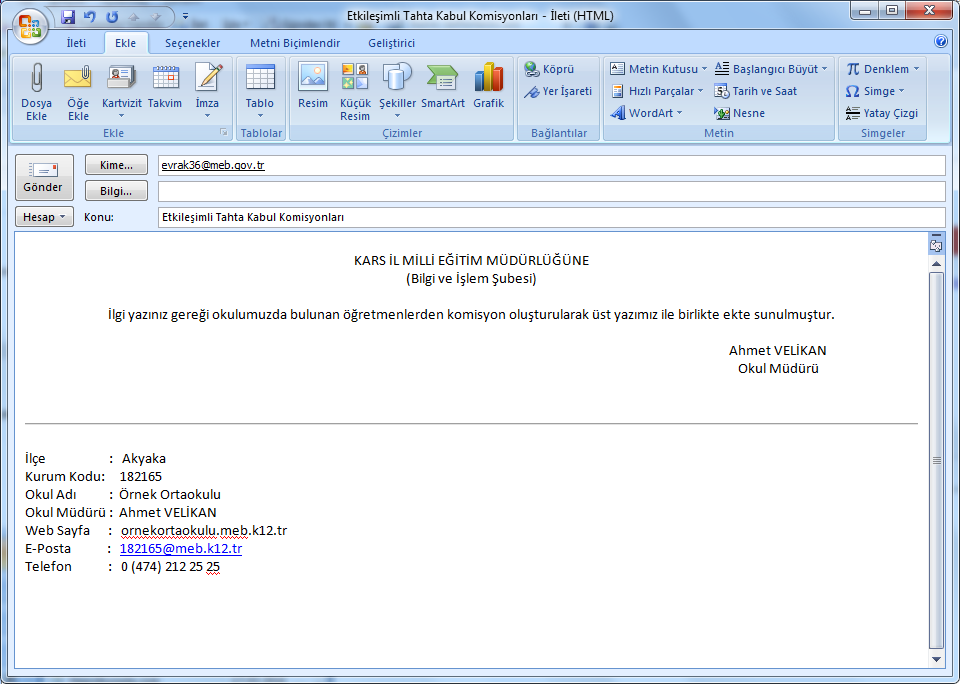 Etkileşimli Tahta Kabul Komisyonları - İleti (HTML)
İleti Ekle Seçenekler Metni Biçimlendir Geliştirici
Dosya Ekle
Öğe Ekle
Kartvizit
Takvim
İmza
Ekle
Tablo
Tablolar
Resim
Küçük Resim
Şekiller
SmartArt
Grafik
Çizimler
Köprü
Yer İşareti
Bağlantılar
Metin Kutusu
Hızlı Parçalar
WordArt
Başlangıcı Büyüt
Tarih ve Saat
Nesne
Metin
Denklem
Simge
Yatay Çizgi
Simgeler
Gönder
Kime... evrak36@meb.gov.tr
Bilgi...
Hesap Konu: Etkileşimli Tahta Kabul Komisyonları
KARS İL MİLLİ EĞİTİM MÜDÜRLÜĞÜNE
(Bilgi ve İşlem Şubesi)
İlgi yazınız gereği okulumuzda bulunan öğretmenlerden komisyon oluşturularak üst yazımız ile birlikte ekte sunulmuştur.
Ahmet VELİKAN
Okul Müdürü
İlçe : Akyaka
Kurum Kodu: 182165
Okul Adı : Örnek Ortaokulu
Okul Müdürü : Ahmet VELİKAN
Web Sayfa : ornekortaokulu.meb.k12.tr
E-Posta : 182165@meb.k12.tr
Telefon : 0 (474) 212 25 25